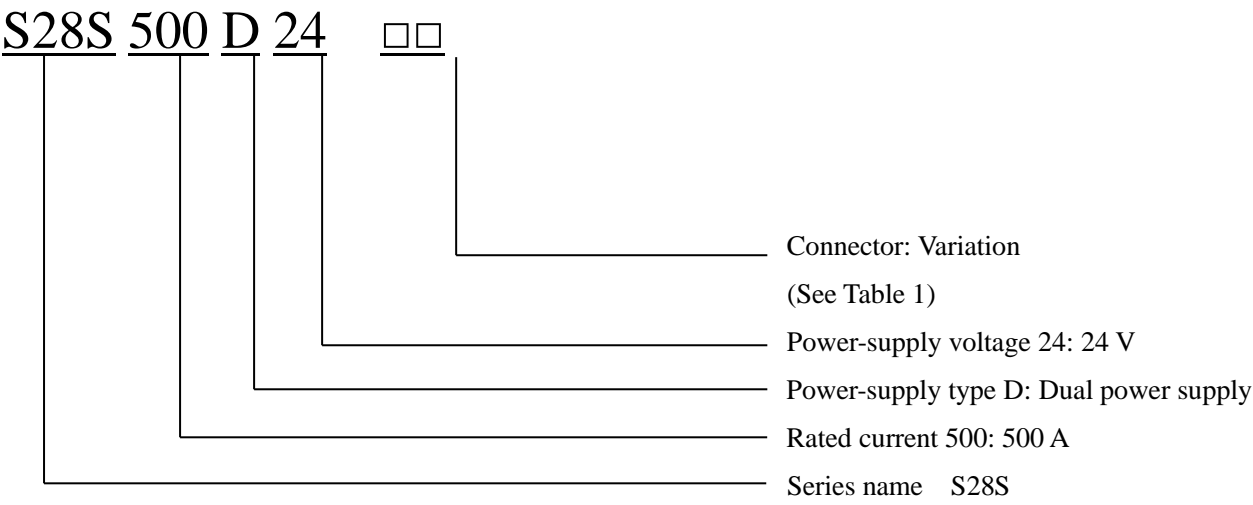 S28S 500 D 24 □□
Connector: Variation
(See Table 1)
Power-supply voltage 24: 24 V
Power-supply type D: Dual power supply
Rated current 500: 500 A
Series name S28S